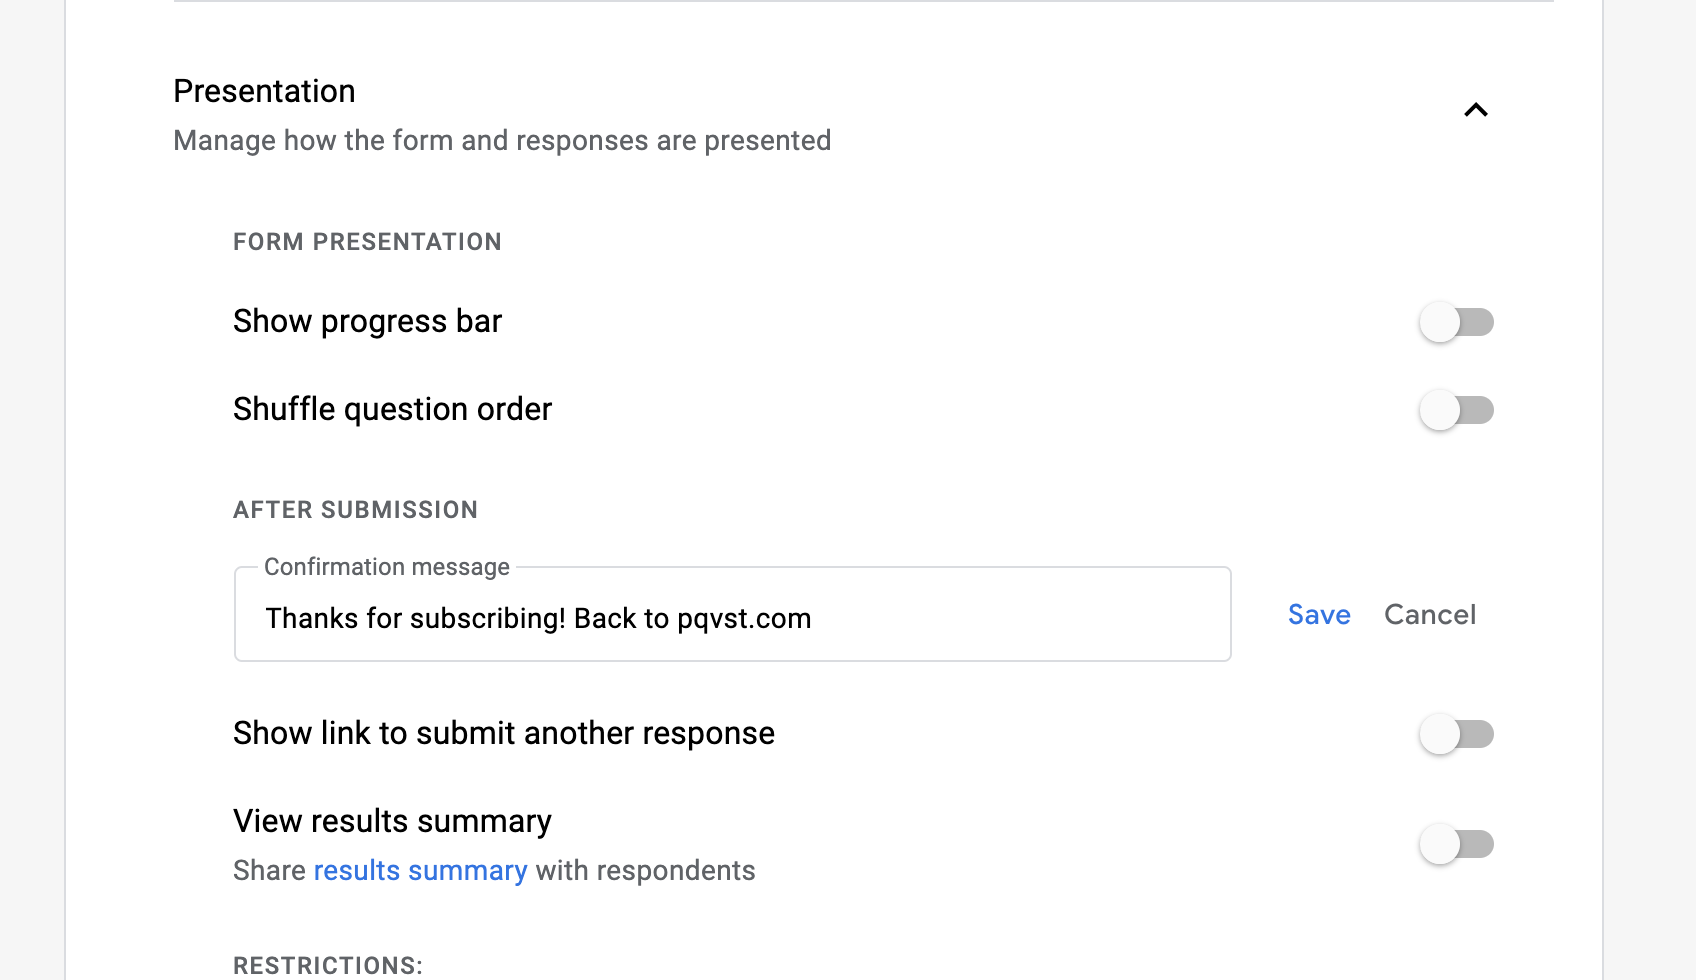 Presentation
Manage how the form and responses are presented
FORM PRESENTATION
Show progress bar
Shuffle question order
AFTER SUBMISSION
Confirmation message
Thanks for subscribing! Back to pqvst.com
Save Cancel
Show link to submit another response
View results summary
Share results summary with respondents
RESTRICTIONS: